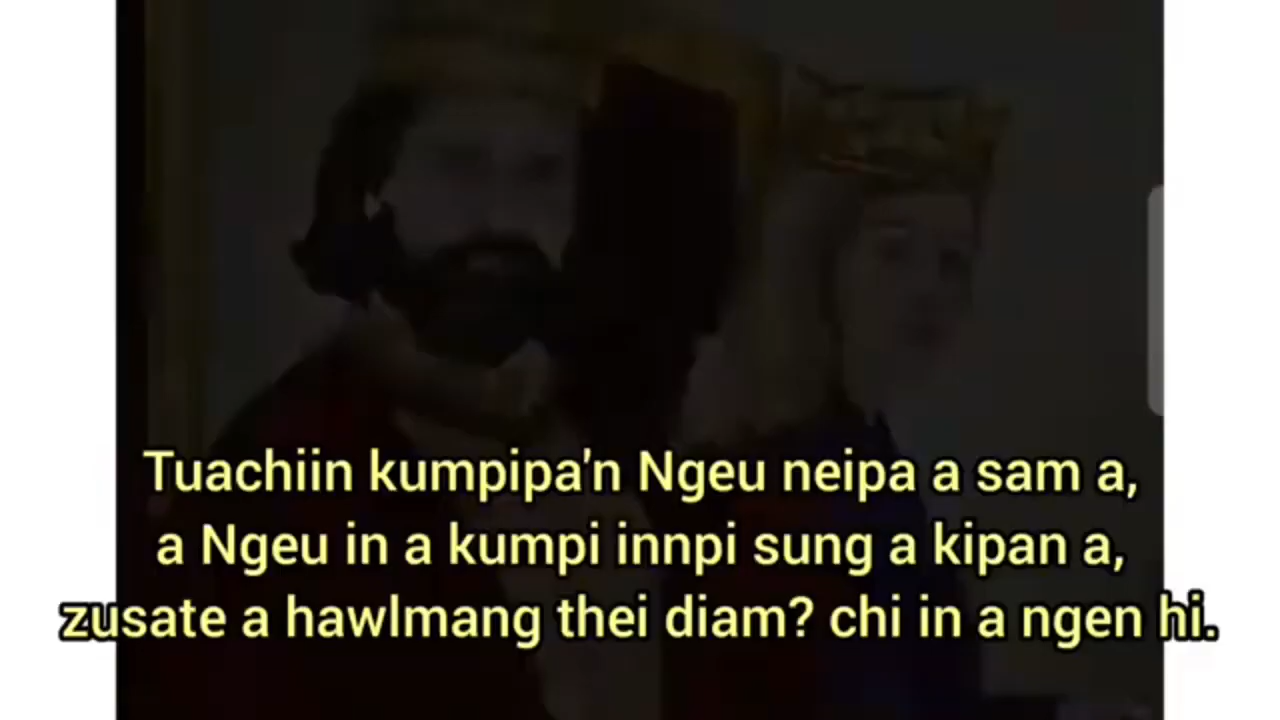 Tuachiin kumpipa'n Ngeu neipa a sam a,
a Ngeu in a kumpi innpi sung a kipan a,
zusate a hawlmang thei diam? chi in a ngen hi.